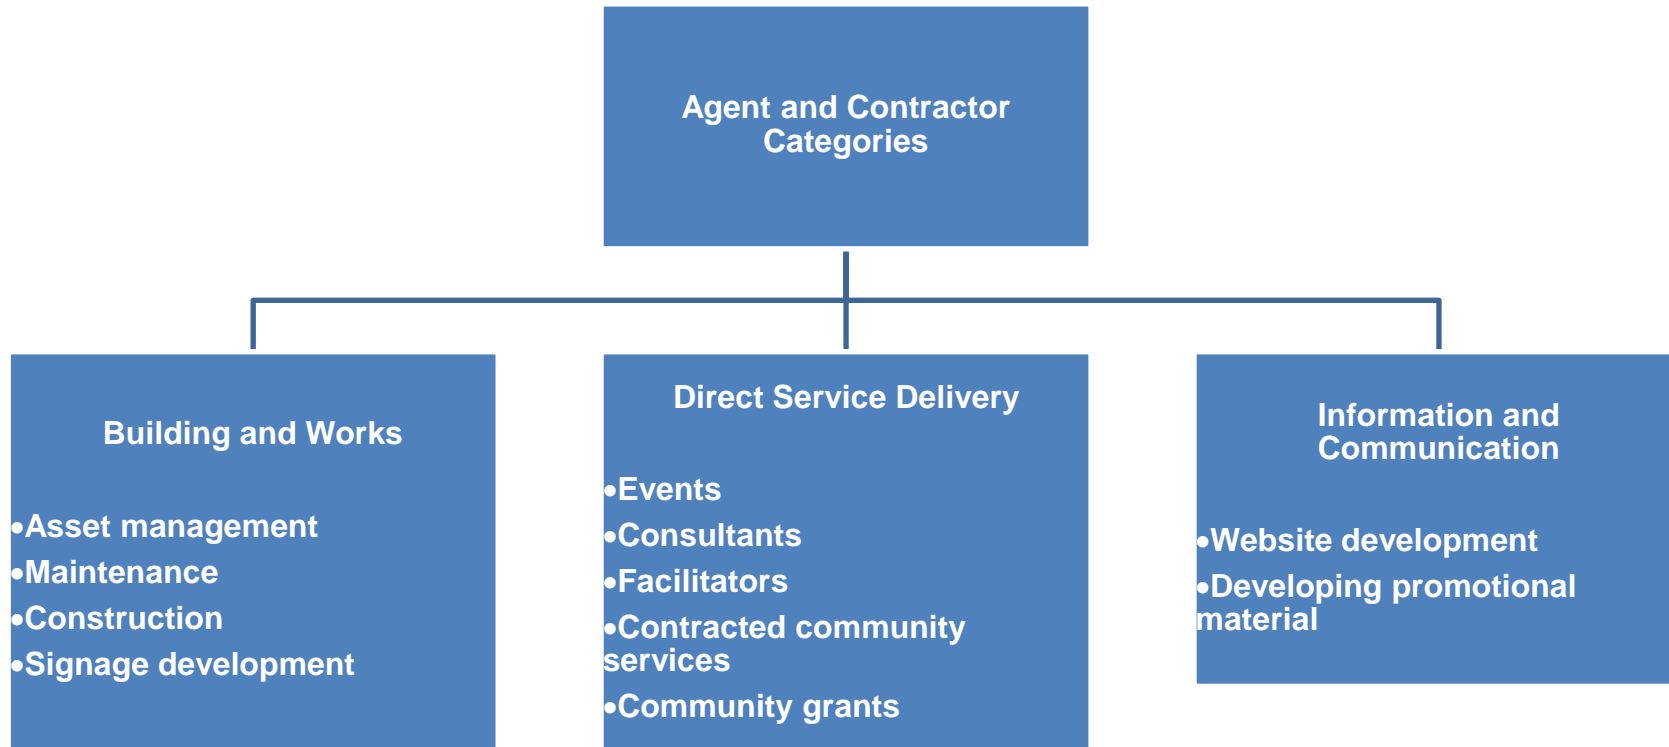 Agent and Contractor
Categories
Building and Works
•Asset management
•Maintenance
•Construction
•Signage development
Direct Service Delivery
•Events
•Consultants
•Facilitators
•Contracted community
services
•Community grants
Information and
Communication
•Website development
•Developing promotional
material